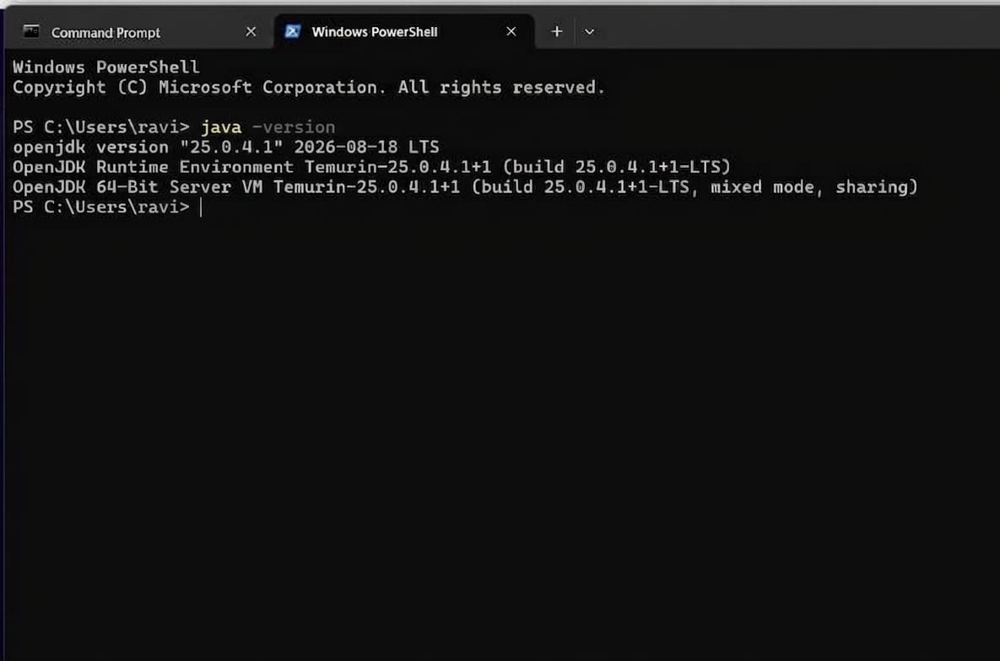 Command Prompt
Windows PowerShell
Windows PowerShell
Copyright (C) Microsoft Corporation. All rights reserved.
PS C:\Users\ravi> java -version
openjdk version "25.0.4.1" 2026-08-18 LTS
OpenJDK Runtime Environment Temurin-25.0.4.1+1 (build 25.0.4.1+1-LTS)
OpenJDK 64-Bit Server VM Temurin-25.0.4.1+1 (build 25.0.4.1+1-LTS, mixed mode, sharing)
PS C:\Users\ravi>